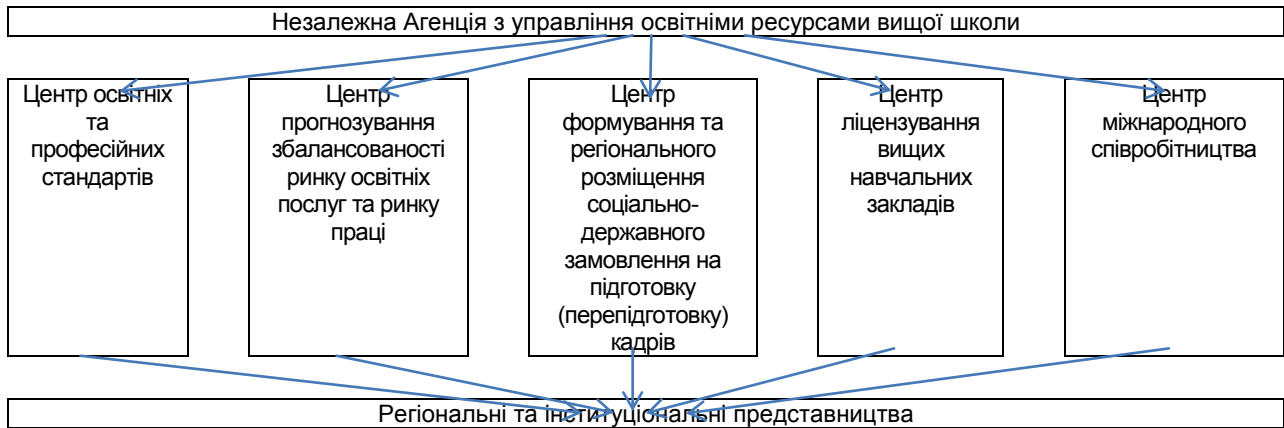 Незалежна Агенція з управління освітніми ресурсами вищої школи
Центр освітніх
та
професійних
стандартів
Центр
прогнозування
збалансованості
ринку освітніх
послуг та ринку
праці
Центр
формування та
регіонального
розміщення
соціально-
державного
замовлення на
підготовку
(перепідготовку)
кадрів
Центр
ліцензування
вищих
навчальних
закладів
Центр
міжнародного
співробітництва
Регіональні та інституціональні представництва